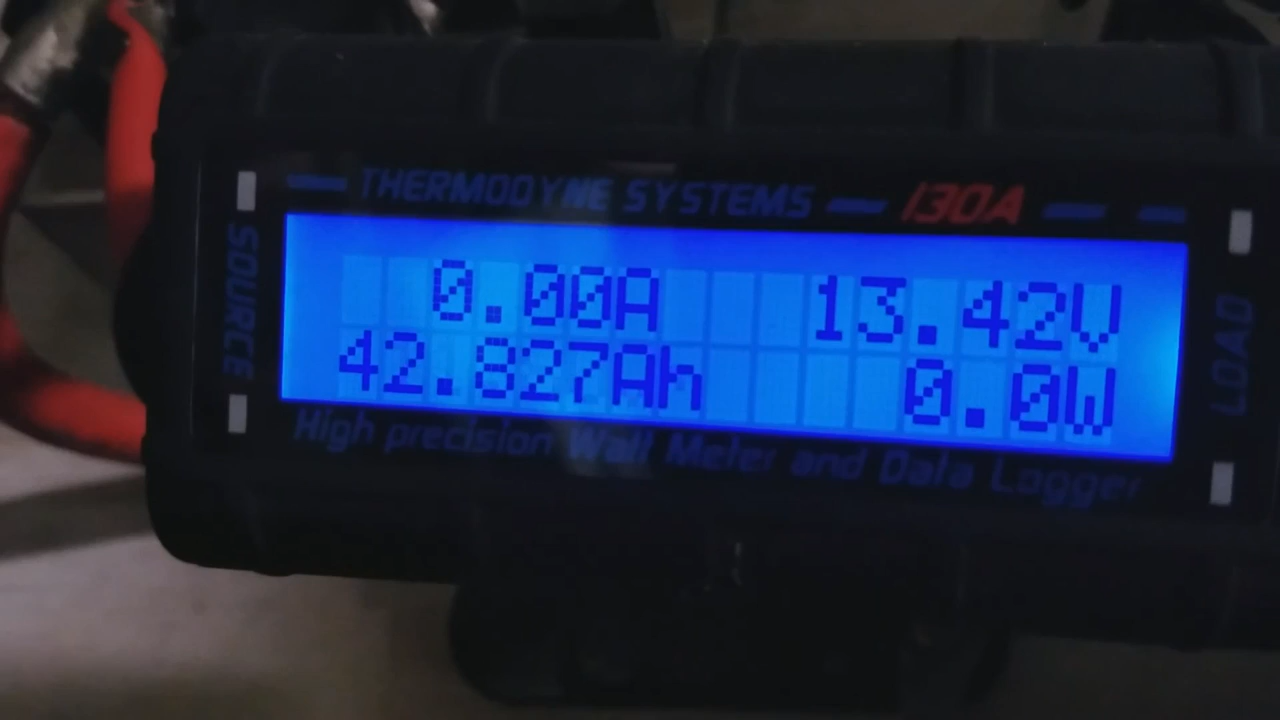 THERMODYNE SYSTEMS 130A
SOURCE
0.00A 13.42V
42.827Ah 0.0W
LOAD
High precision Wall Meter and Data Logger